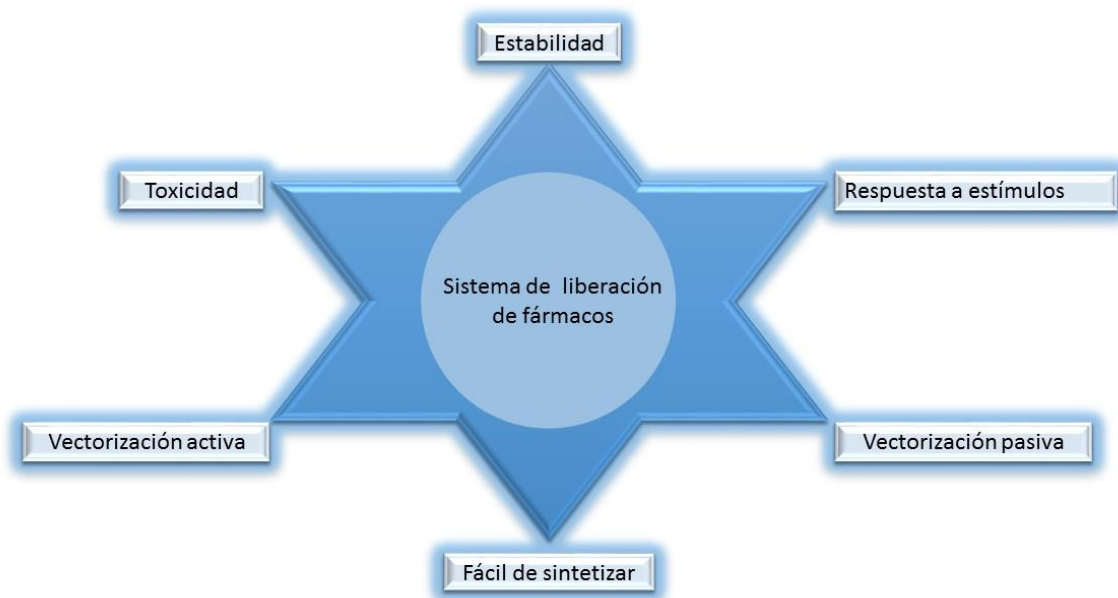 Estabilidad
Toxicidad
Respuesta a estímulos
Sistema de liberación
de fármacos
Vectorización activa
Vectorización pasiva
Fácil de sintetizar